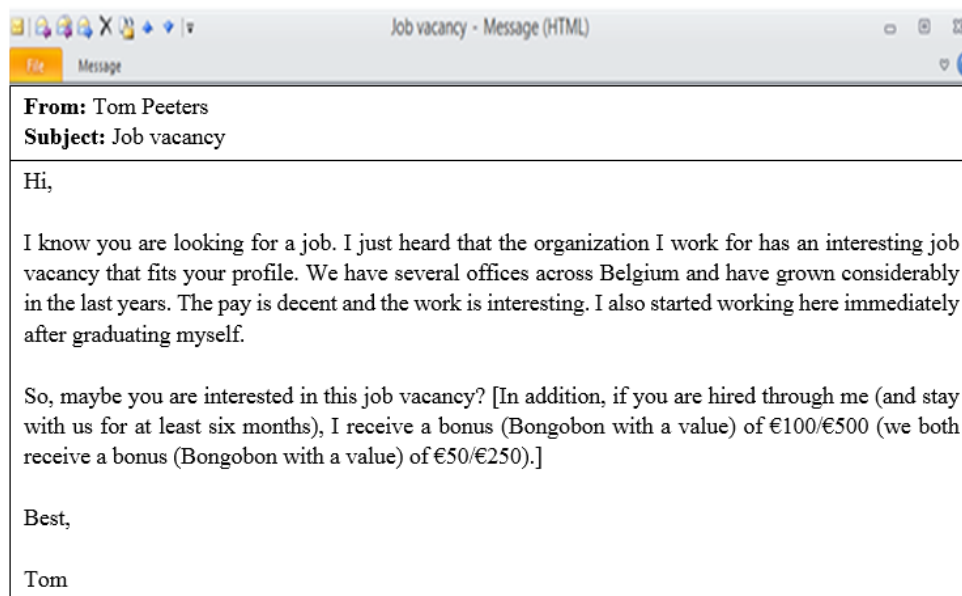 Job vacancy - Message (HTML)
File Message
From: Tom Peeters
Subject: Job vacancy
Hi,
I know you are looking for a job. I just heard that the organization I work for has an interesting job
vacancy that fits your profile. We have several offices across Belgium and have grown considerably
in the last years. The pay is decent and the work is interesting. I also started working here immediately
after graduating myself.
So, maybe you are interested in this job vacancy? [In addition, if you are hired through me (and stay
with us for at least six months), I receive a bonus (Bongobon with a value) of €100/€500 (we both
receive a bonus (Bongobon with a value) of €50/€250).]
Best,
Tom